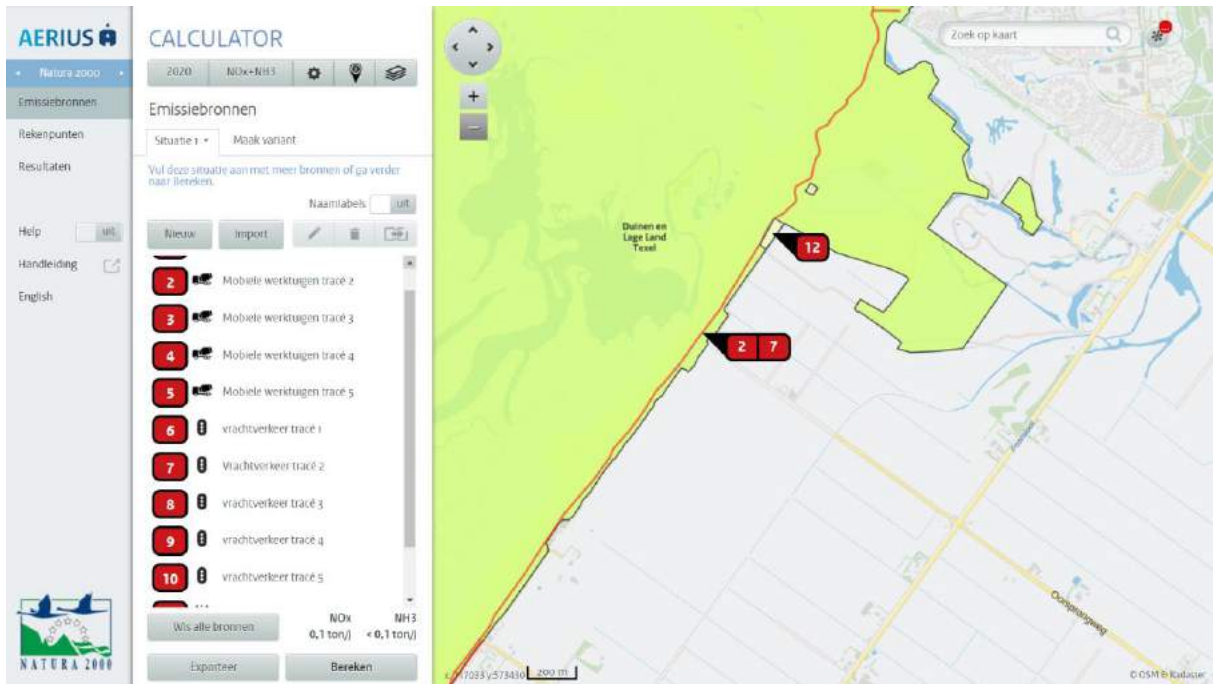 AERIUS
Natura 2000
Emissiebronnen
Rekenpunten
Resultaten
Help uit
Handleiding
English
NATURA 2000
CALCULATOR
2020 NOx+NH3
Emissiebronnen
Situatie 1 Maak variant
Vul deze situatie aan met meer bronnen of ga verder
naar Bereken.
Naamlabels uit
Nieuw Import
2 Mobiele werktuigen tracé 2
3 Mobiele werktuigen tracé 3
4 Mobiele werktuigen tracé 4
5 Mobiele werktuigen tracé 5
6 vrachtverkeer tracé 1
7 Vrachtverkeer tracé 2
8 vrachtverkeer tracé 3
9 vrachtverkeer tracé 4
10 vrachtverkeer tracé 5
Wis alle bronnen
NOx NH3
0,1 ton/j < 0,1 ton/j
Exporteer Bereken
Zoek op kaart
Duinen en
Lage Land
Texel
12
2 7
Oorsprongweg
200 m
© OSM & Kadaster